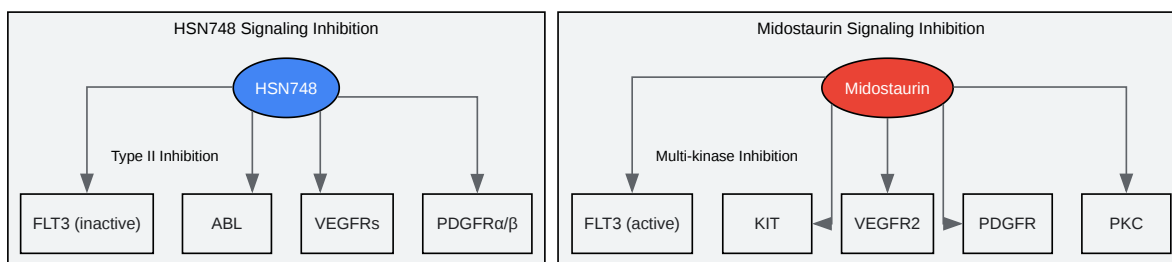 HSN748 Signaling Inhibition
HSN748
Type II Inhibition
FLT3 (inactive)
ABL
VEGFRs
PDGFRα/β
Midostaurin Signaling Inhibition
Midostaurin
Multi-kinase Inhibition
FLT3 (active)
KIT
VEGFR2
PDGFR
PKC